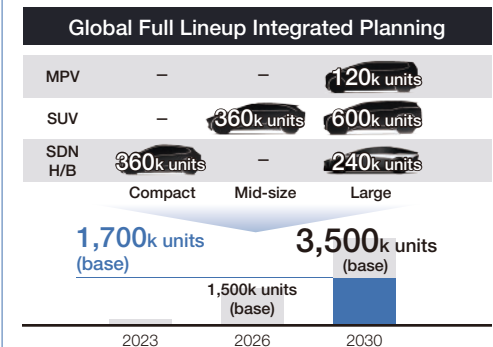 Global Full Lineup Integrated Planning
MPV – – 120k units
SUV – 360k units 600k units
SDN
H/B 360k units – 240k units
Compact Mid-size Large
1,700k units
(base)
3,500k units
(base)
1,500k units
(base)
2023 2026 2030